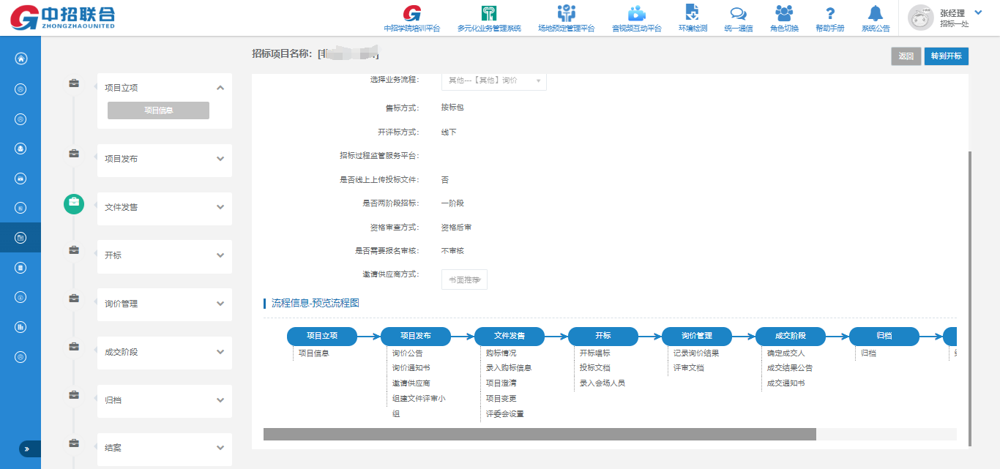 中招联合
ZHONGZHAOUNITED
中招学院培训平台 多元化业务管理系统 场地预定管理平台 音视频互动平台 环境检测 统一通信 角色切换 帮助手册 系统公告
张经理
招标一处
招标项目名称:
返回 转到开标
项目立项
项目信息
项目发布
文件发售
开标
询价管理
成交阶段
归档
结案
选择业务流程: 其他---【其他】询价
售标方式: 按标包
开评标方式: 线下
招标过程监管服务平台:
是否线上上传投标文件: 否
是否两阶段招标: 一阶段
资格审查方式: 资格后审
是否需要报名审核: 不审核
邀请供应商方式: 书面推荐
流程信息-预览流程图
项目立项 项目发布 文件发售 开标 询价管理 成交阶段 归档
项目信息 询价公告 购标情况 开标唱标 记录询价结果 确定成交人 归档
询价通知书 录入购标信息 投标文档 评审文档 成交结果公告
邀请供应商 项目澄清 录入会场人员 成交通知书
组建文件评审小 项目变更
组 评委会设置